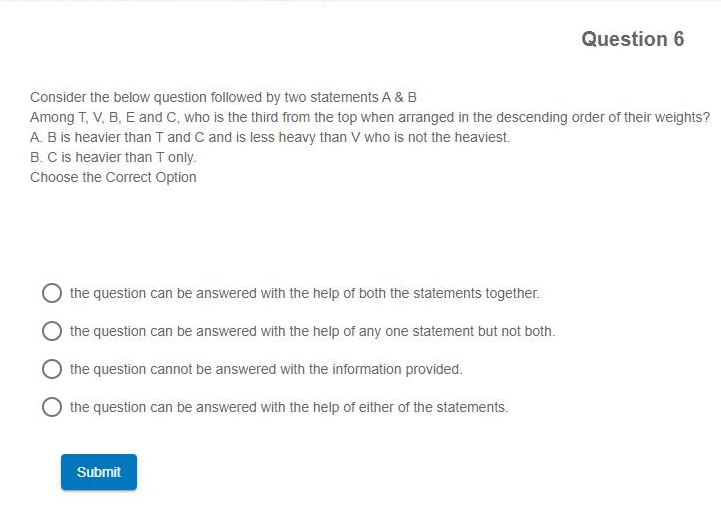 Question 6
Consider the below question followed by two statements A & B
Among T, V, B, E and C, who is the third from the top when arranged in the descending order of their weights?
A. B is heavier than T and C and is less heavy than V who is not the heaviest.
B. C is heavier than T only.
Choose the Correct Option
the question can be answered with the help of both the statements together.
the question can be answered with the help of any one statement but not both.
the question cannot be answered with the information provided.
the question can be answered with the help of either of the statements.
Submit